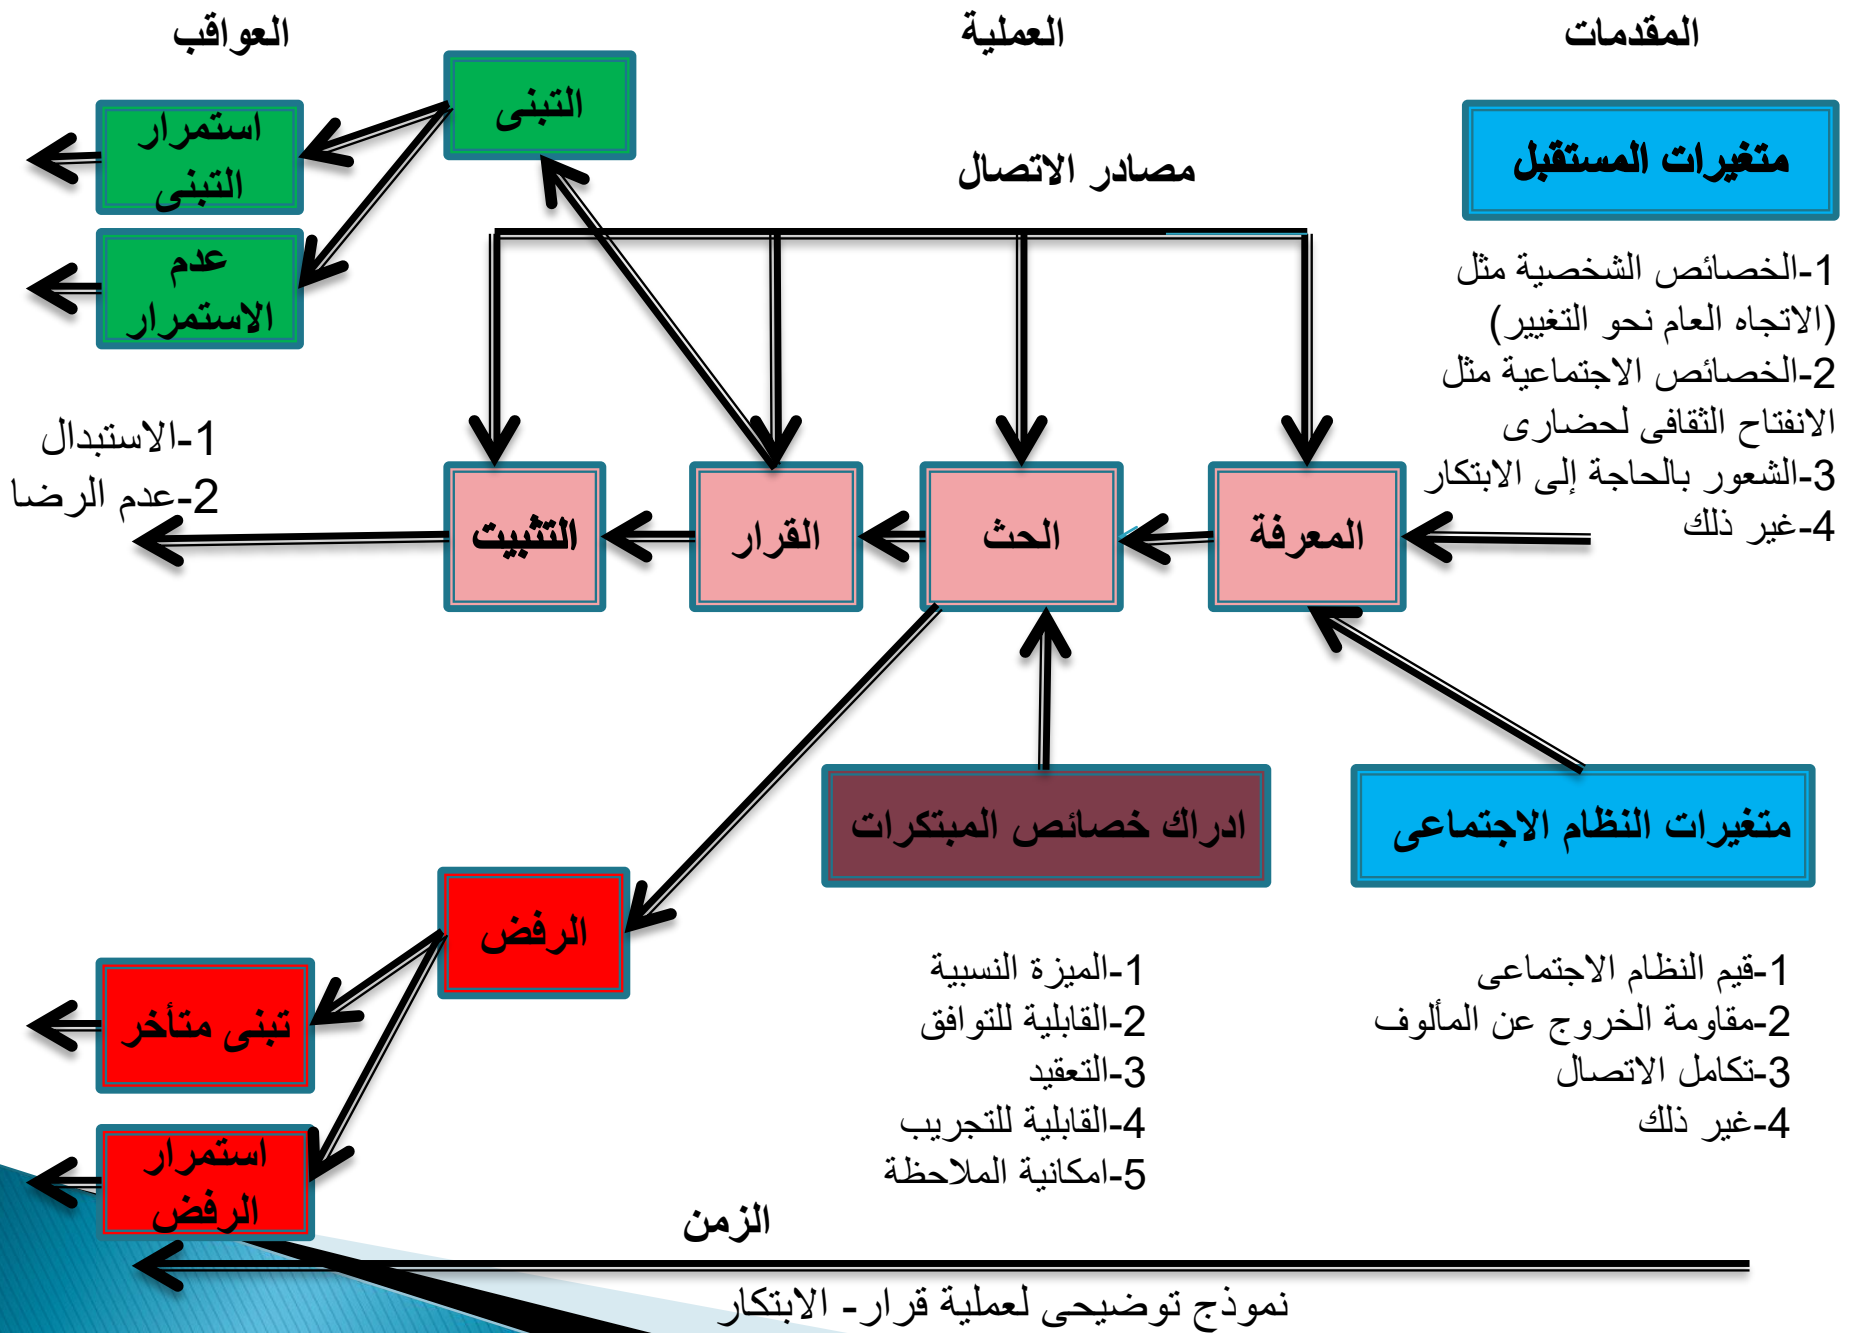 المقدمات
العملية
العواقب
متغيرات المستقبل
1-الخصائص الشخصية مثل
(الاتجاه العام نحو التغيير)
2-الخصائص الاجتماعية مثل
الانفتاح الثقافى لحضارى
3-الشعور بالحاجة إلى الابتكار
4-غير ذلك
مصادر الاتصال
التبنى
استمرار
التبنى
عدم
الاستمرار
1-الاستبدال
2-عدم الرضا
المعرفة
الحث
القرار
التثبيت
متغيرات النظام الاجتماعى
ادراك خصائص المبتكرات
1-قيم النظام الاجتماعى
2-مقاومة الخروج عن المألوف
3-تكامل الاتصال
4-غير ذلك
1-الميزة النسبية
2-القابلية للتوافق
3-التعقيد
4-القابلية للتجريب
5-امكانية الملاحظة
الرفض
تبنى متأخر
استمرار
الرفض
الزمن
نموذج توضيحى لعملية قرار- الابتكار